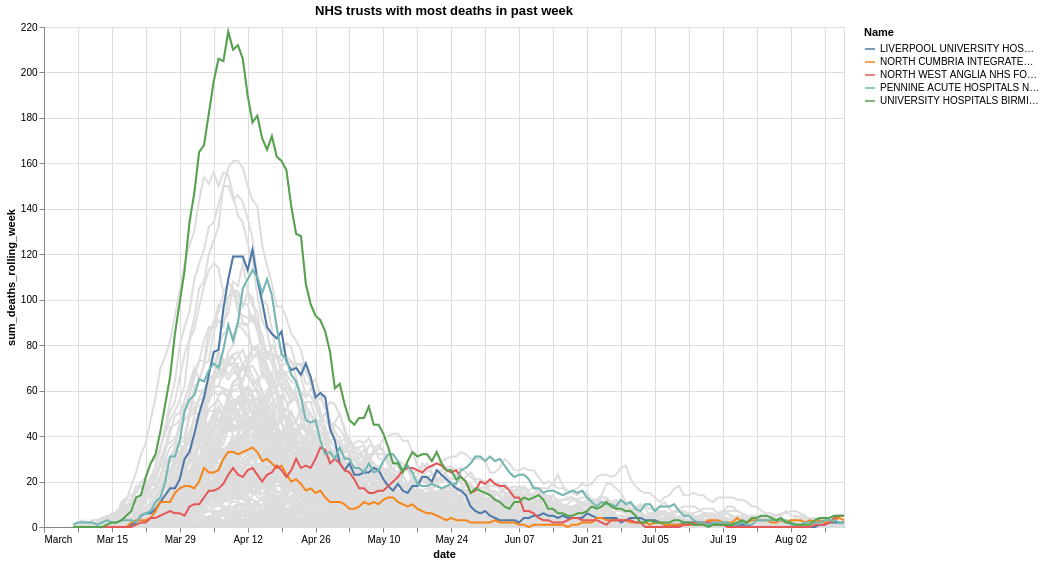 NHS trusts with most deaths in past week
220
200
180
160
140
120
100
80
60
40
20
0
sum_deaths_rolling_week
March
Mar 15
Mar 29
Apr 12
Apr 26
May 10
May 24
Jun 07
Jun 21
Jul 05
Jul 19
Aug 02
date
Name
LIVERPOOL UNIVERSITY HOS…
NORTH CUMBRIA INTEGRATE…
NORTH WEST ANGLIA NHS FO…
PENNINE ACUTE HOSPITALS N…
UNIVERSITY HOSPITALS BIRMI…